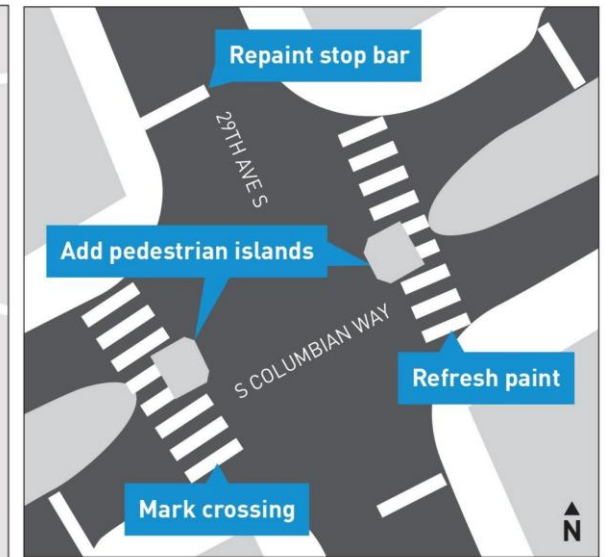 Repaint stop bar
29TH AVE S
Add pedestrian islands
S COLUMBIAN WAY
Refresh paint
Mark crossing
N